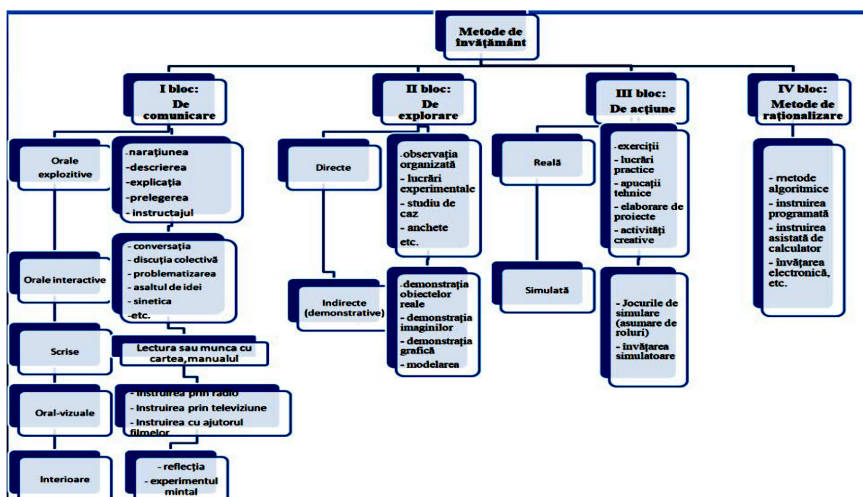 Metode de
învățământ
I bloc:
De
comunicare
II bloc:
De
explorare
III bloc:
De acțiune
IV bloc:
Metode de
raționalizare
Orale
explozitive
-narațiunea
-descrierea
-explicația
-prelegerea
- instructajul
Orale interactive
- conversația
- discuția colectivă
- problematizarea
- asaltul de idei
- sinetica
-etc.
Scrise
Lectura sau munca cu
cartea,manualul
Oral-vizuale
- Instruirea prin radio
- Instruirea prin televiziune
- Instruirea cu ajutorul
filmelor
Interioare
- reflecția
- experimentul
mintal
Directe
-observația
organizată
- lucrări
experimentale
- studiu de
caz
- anchete
etc.
Indirecte
(demonstrative)
-demonstrația
obiectelor
reale
- demonstrația
imaginilor
- demonstrația
grafică
- modelarea
Reală
-exerciții
- lucrări
practice
- apucații
tehnice
- elaborare de
proiecte
- activități
creative
Simulată
- Jocurile de
simulare
(asumare de
roluri)
- învățarea
simulatoare
- metode
algoritmice
- instruirea
programată
- instruirea
asistată de
calculator
- învățarea
electronică,
etc.